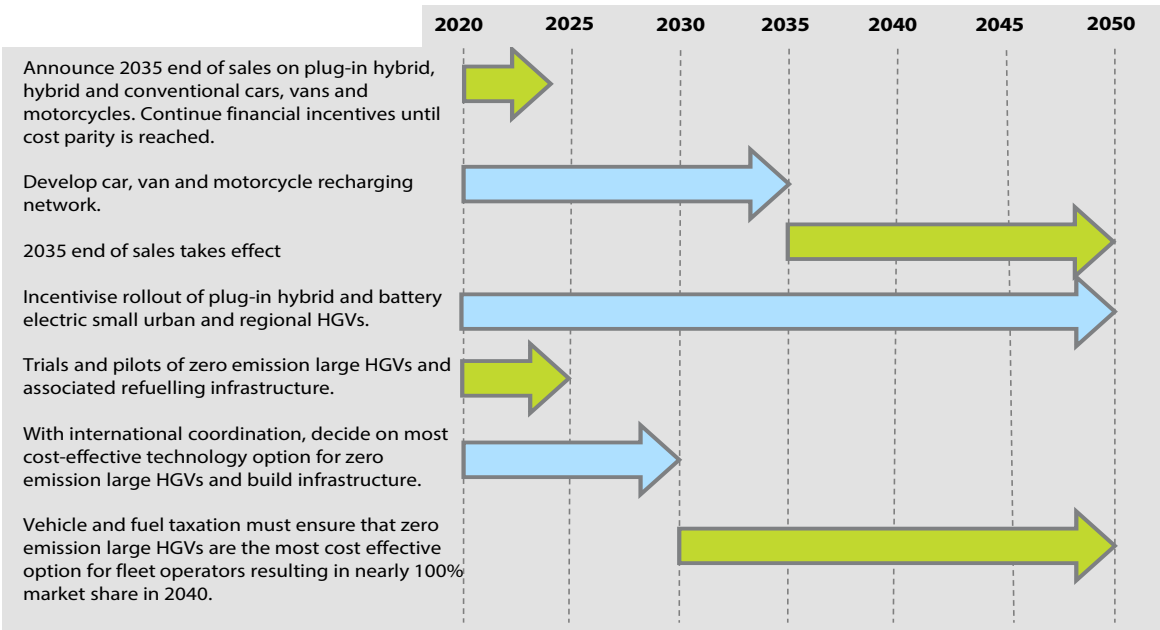 2020 2025 2030 2035 2040 2045 2050
Announce 2035 end of sales on plug-in hybrid,
hybrid and conventional cars, vans and
motorcycles. Continue financial incentives until
cost parity is reached.
Develop car, van and motorcycle recharging
network.
2035 end of sales takes effect
Incentivise rollout of plug-in hybrid and battery
electric small urban and regional HGVs.
Trials and pilots of zero emission large HGVs and
associated refuelling infrastructure.
With international coordination, decide on most
cost-effective technology option for zero
emission large HGVs and build infrastructure.
Vehicle and fuel taxation must ensure that zero
emission large HGVs are the most cost effective
option for fleet operators resulting in nearly 100%
market share in 2040.